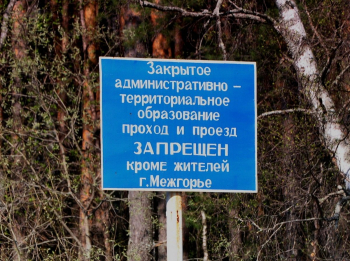 Закрытое
административно –
территориальное
образование
проход и проезд
ЗАПРЕЩЕН
кроме жителей
г.Межгорье